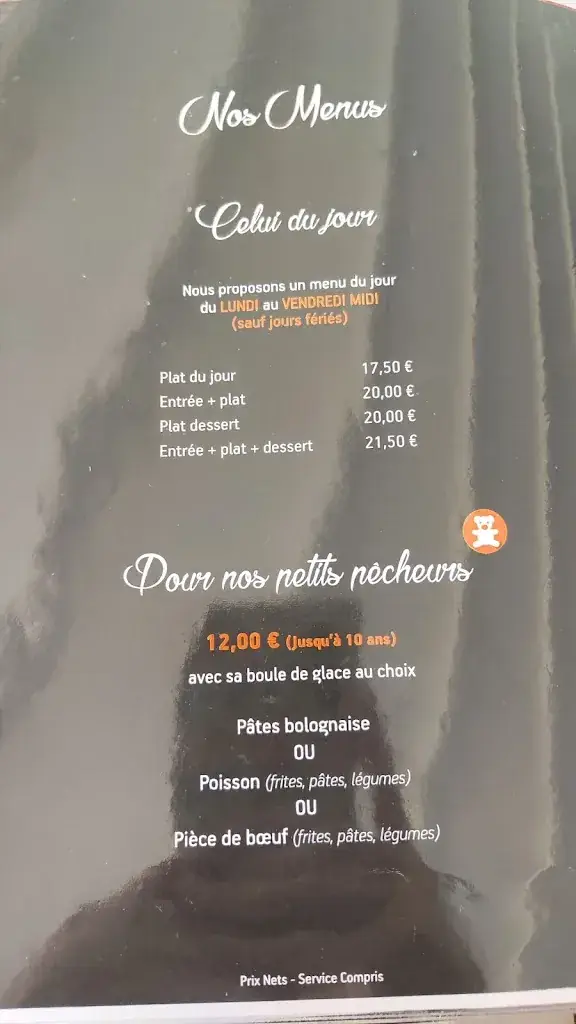 Nos Menus
Celui du jour
Nous proposons un menu du jour
du LUNDI au VENDREDI MIDI
(sauf jours fériés)
Plat du jour 17,50 €
Entrée + plat 20,00 €
Plat dessert 20,00 €
Entrée + plat + dessert 21,50 €
Pour nos petits pêcheurs
12,00 € (Jusqu'à 10 ans)
avec sa boule de glace au choix
Pâtes bolognaise
OU
Poisson (frites, pâtes, légumes)
OU
Pièce de bœuf (frites, pâtes, légumes)
Prix Nets - Service Compris